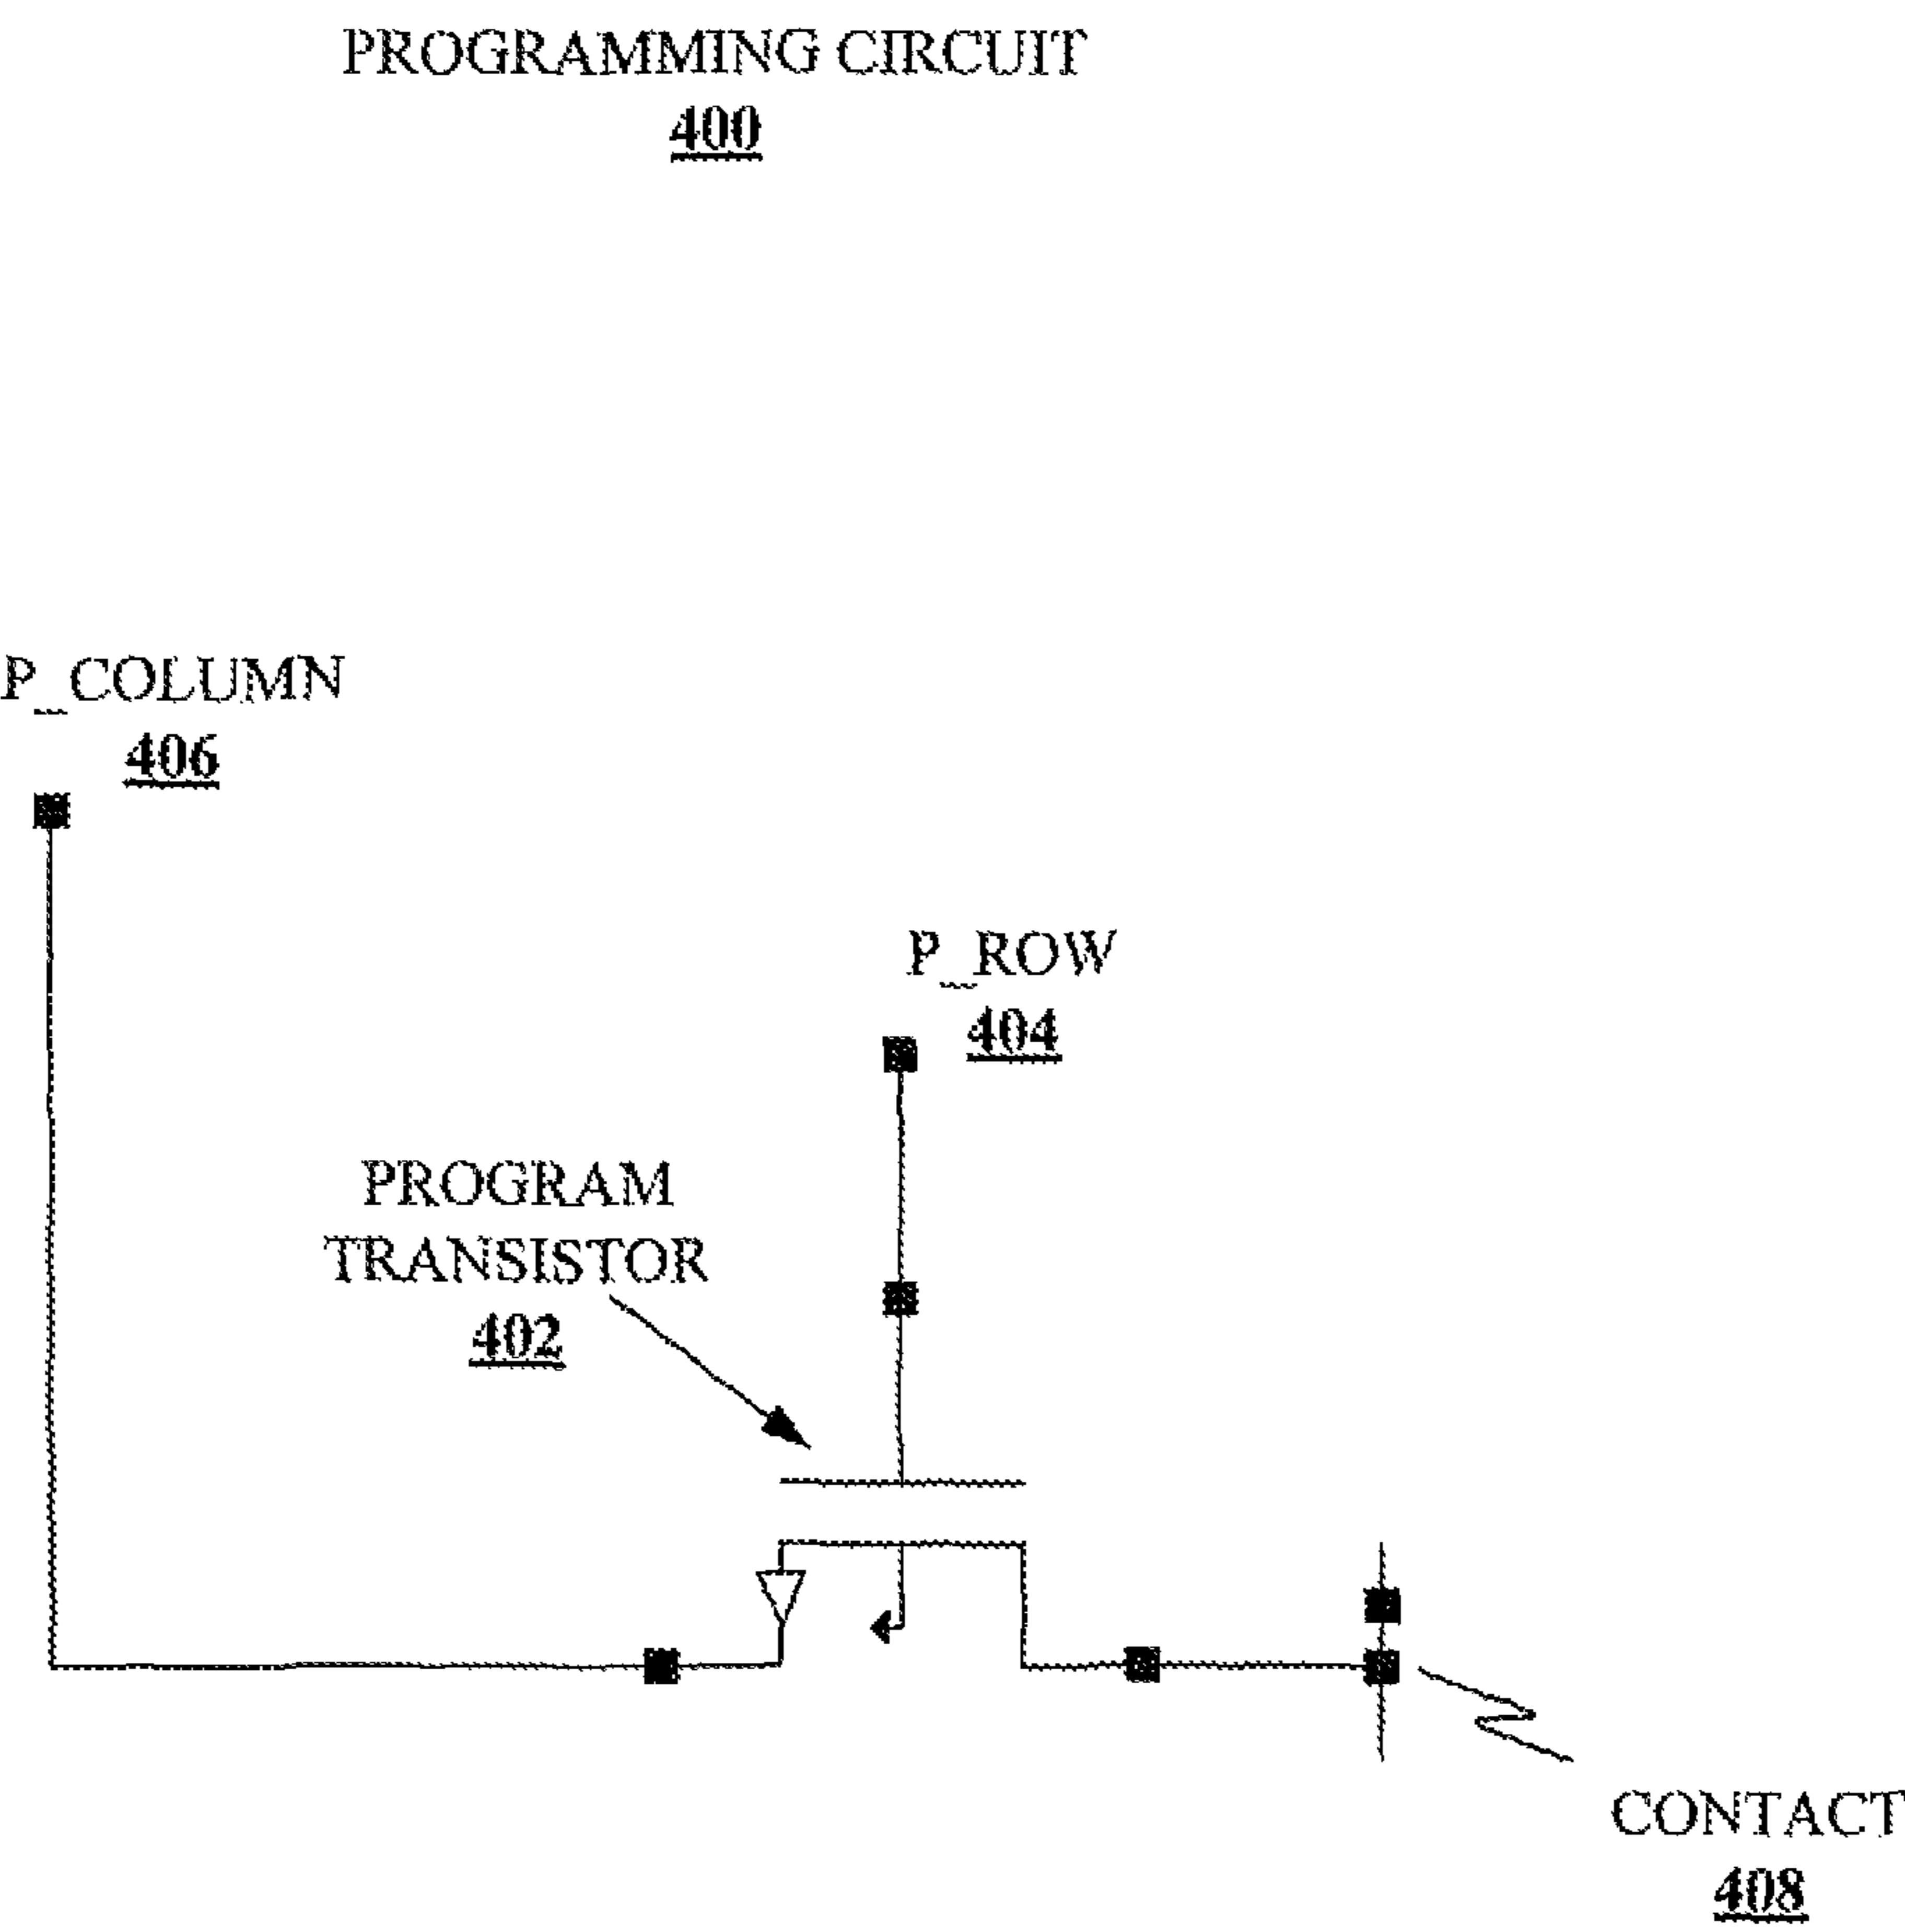 PROGRAMMING CIRCUIT
400
P_COLUMN
406
P_ROW
404
PROGRAM
TRANSISTOR
402
CONTACT
408